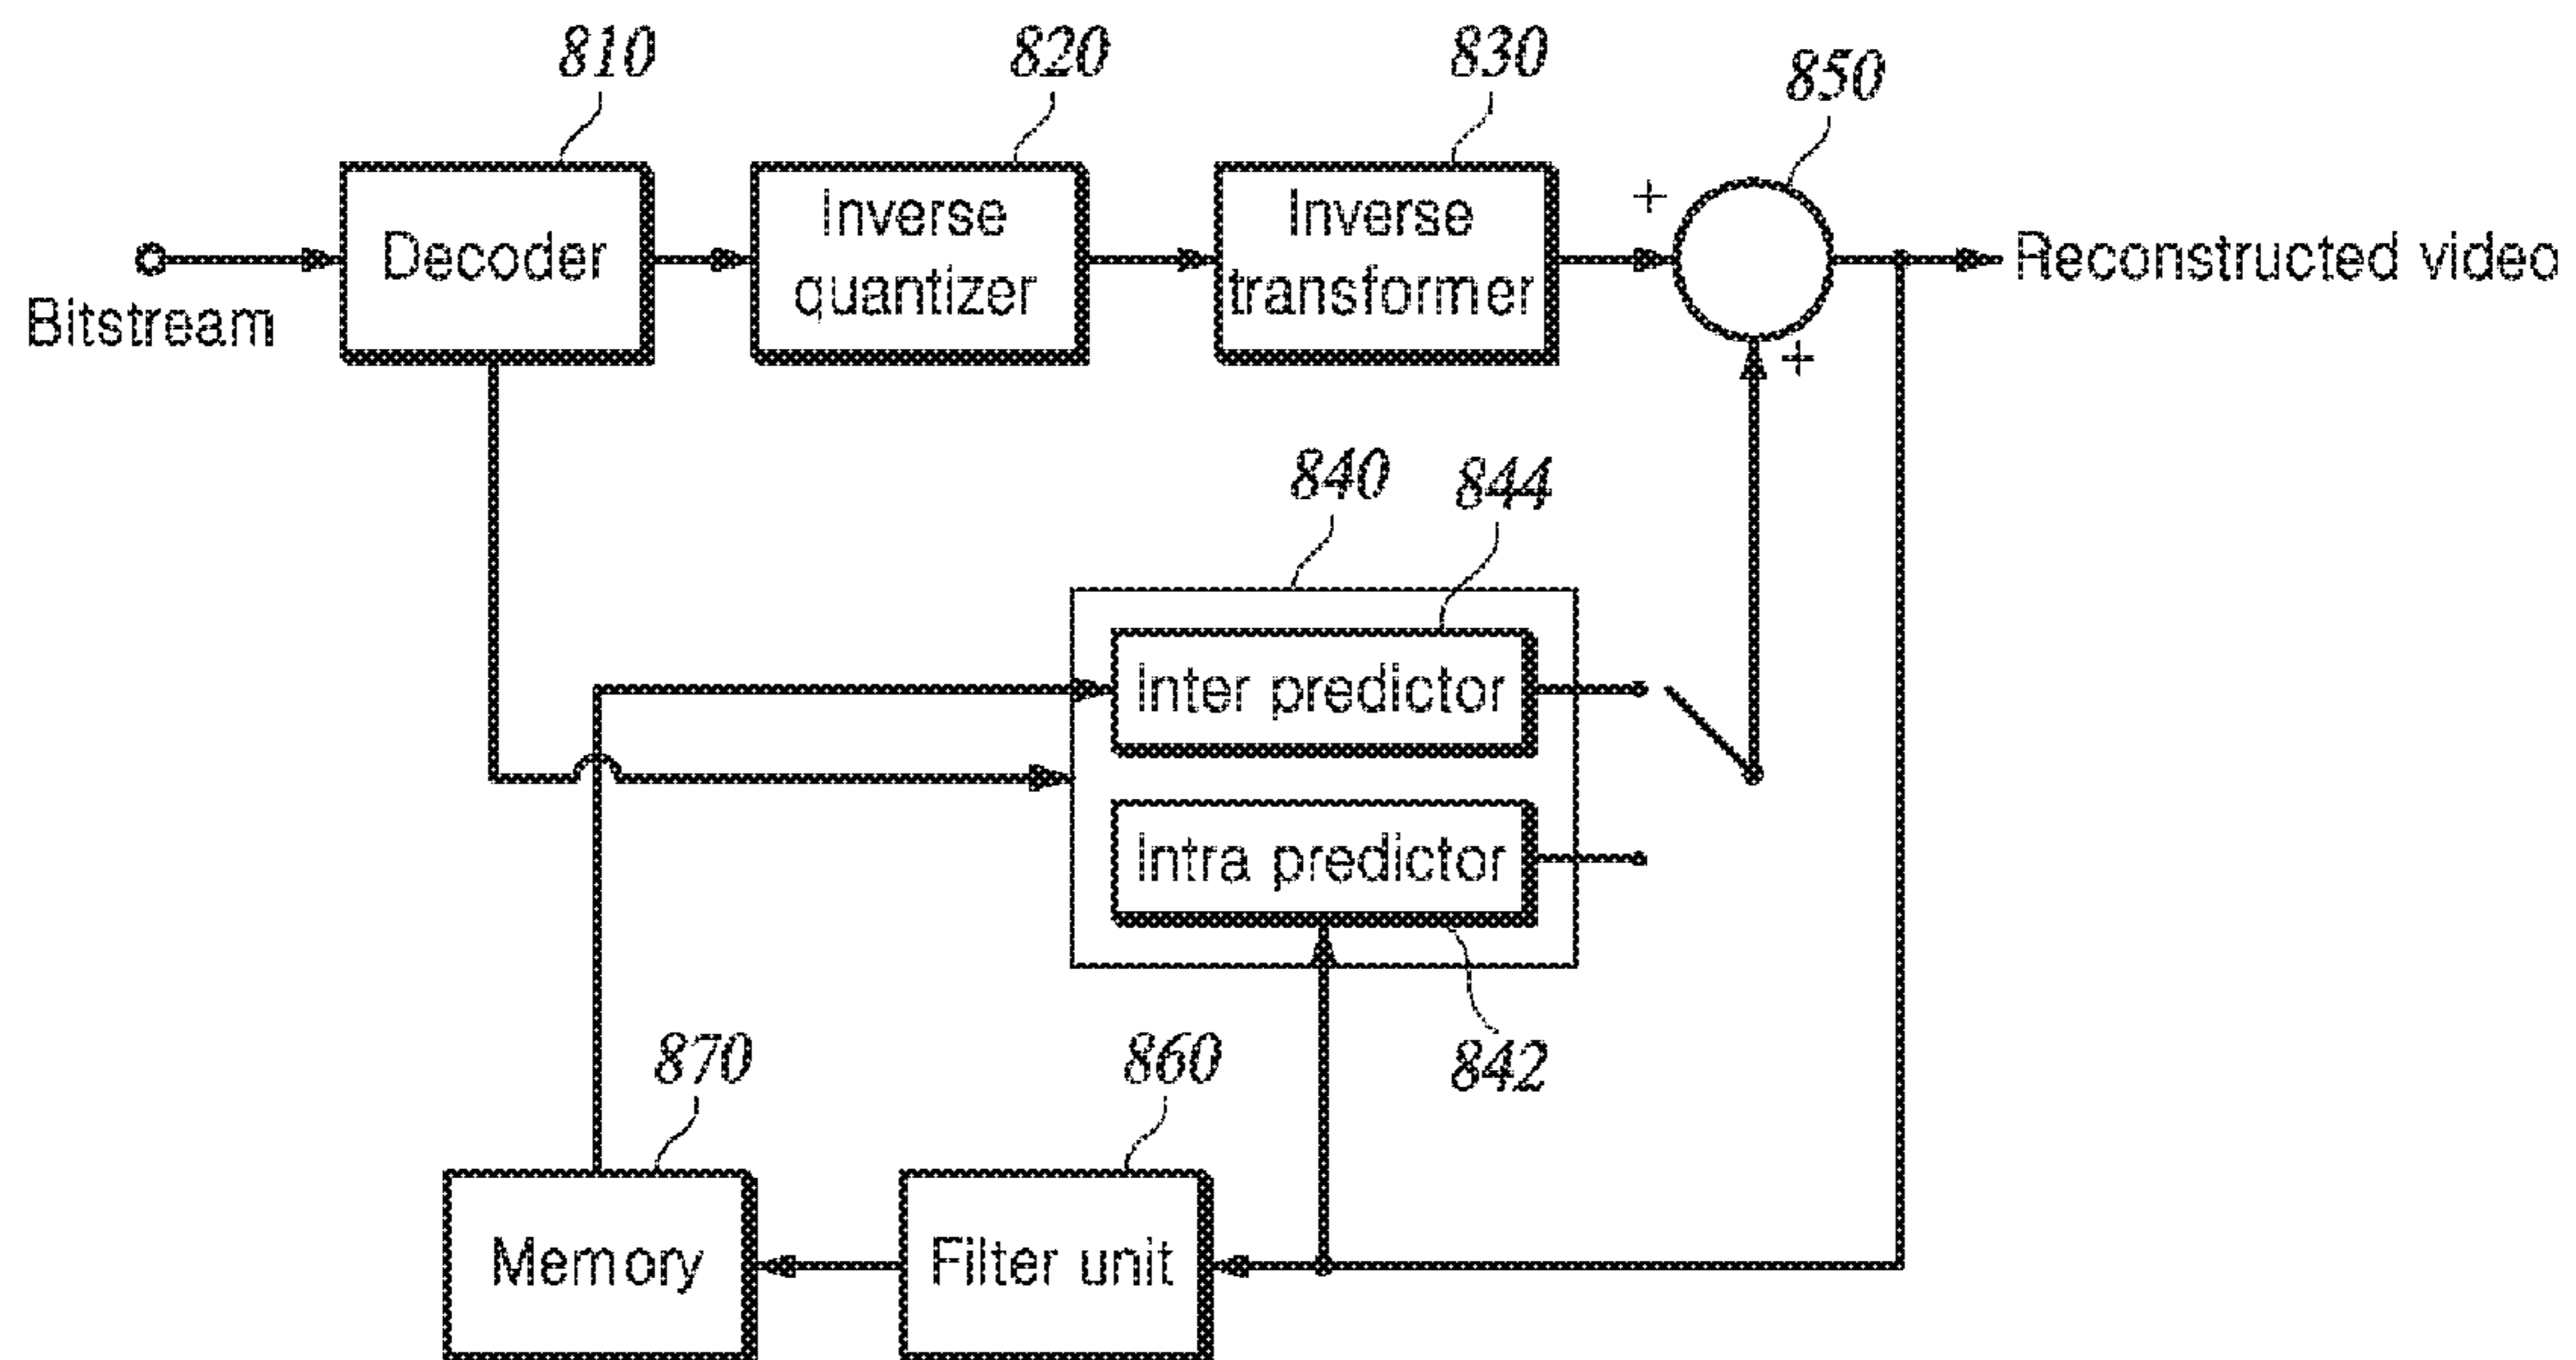 810
820
830
850
+
Decoder
Inverse
quantizer
Inverse
transformer
Reconstructed video
Bitstream
+
840
844
Inter predictor
Intra predictor
842
870
860
Memory
Filter unit